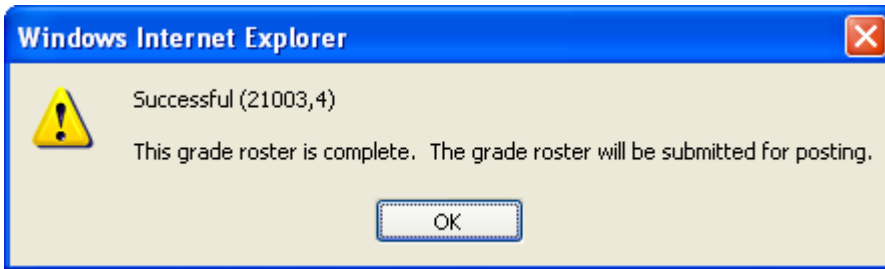 Windows Internet Explorer
Successful (21003,4)
This grade roster is complete.  The grade roster will be submitted for posting.
OK